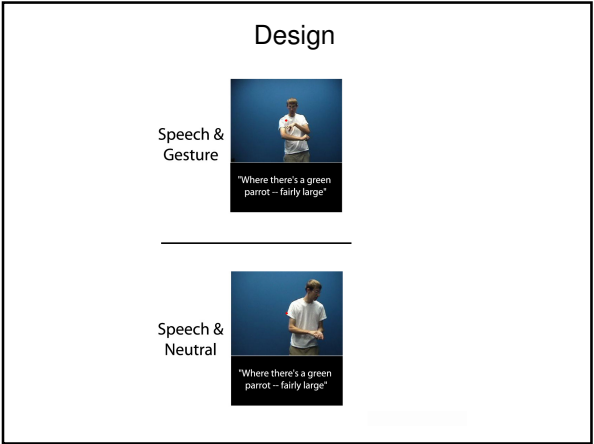 Design
Speech &
Gesture
"Where there's a green
parrot -- fairly large"
Speech &
Neutral
"Where there's a green
parrot -- fairly large"